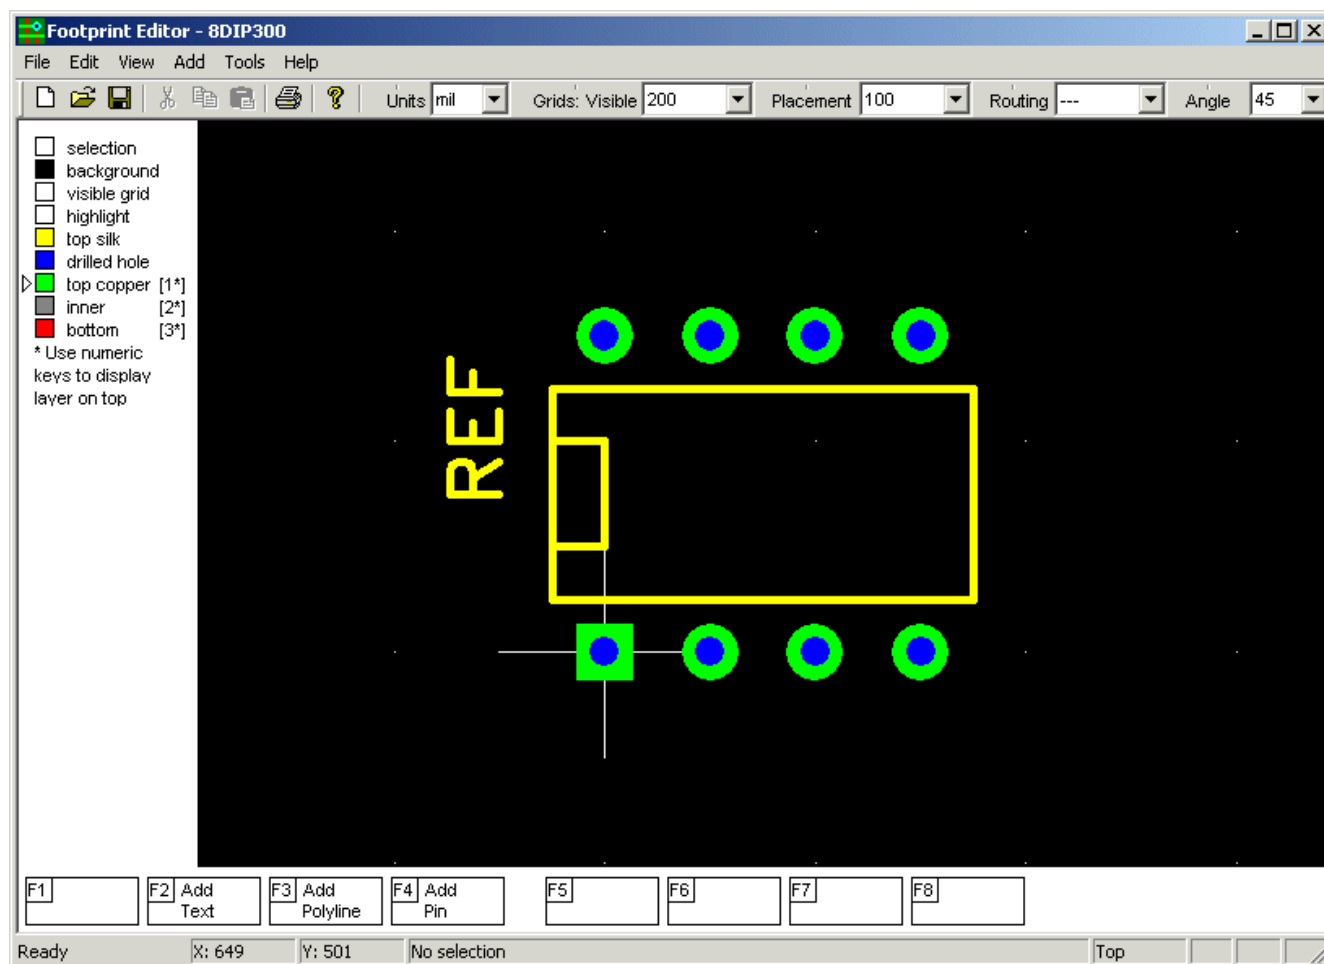 Footprint Editor - 8DIP300
File Edit View Add Tools Help
Units mil Grids: Visible 200 Placement 100 Routing --- Angle 45
selection
background
visible grid
highlight
top silk
drilled hole
top copper [1*]
inner [2*]
bottom [3*]
* Use numeric
keys to display
layer on top
REF
F1 F2 Add Text F3 Add Polyline F4 Add Pin F5 F6 F7 F8
Ready X: 649 Y: 501 No selection Top